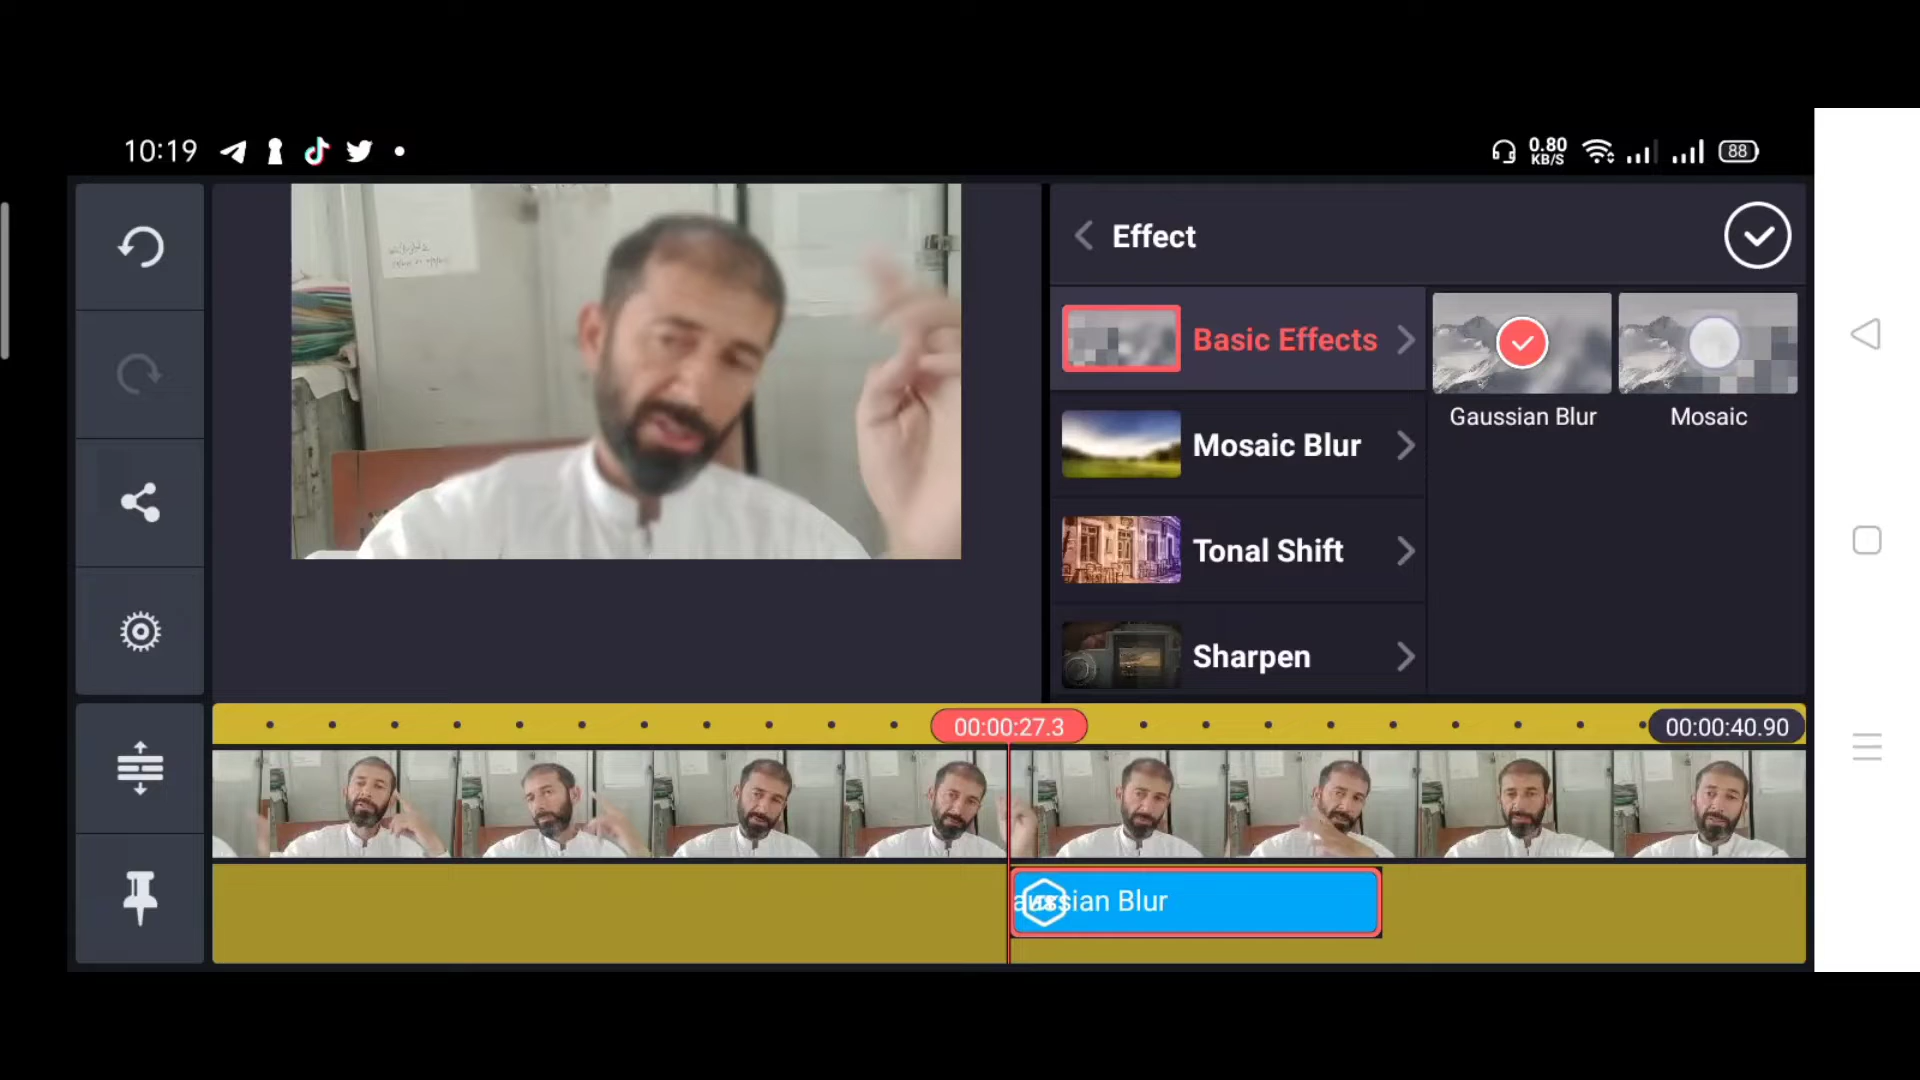 10:19
0.80
KB/S
88
Effect
Basic Effects
Gaussian Blur
Mosaic
Mosaic Blur
Tonal Shift
Sharpen
00:00:27.3
00:00:40.90
aussian Blur